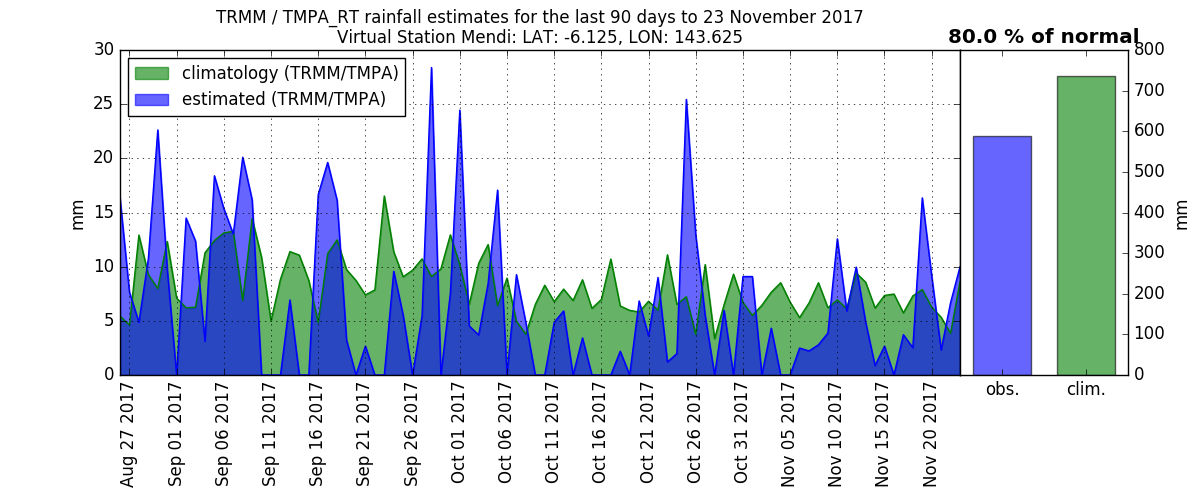 TRMM / TMPA_RT rainfall estimates for the last 90 days to 23 November 2017
Virtual Station Mendi: LAT: -6.125, LON: 143.625
80.0 % of normal
climatology (TRMM/TMPA)
estimated (TRMM/TMPA)
30
25
20
15
10
5
0
mm
800
700
600
500
400
300
200
100
0
mm
Aug 27 2017
Sep 01 2017
Sep 06 2017
Sep 11 2017
Sep 16 2017
Sep 21 2017
Sep 26 2017
Oct 01 2017
Oct 06 2017
Oct 11 2017
Oct 16 2017
Oct 21 2017
Oct 26 2017
Oct 31 2017
Nov 05 2017
Nov 10 2017
Nov 15 2017
Nov 20 2017
obs.
clim.